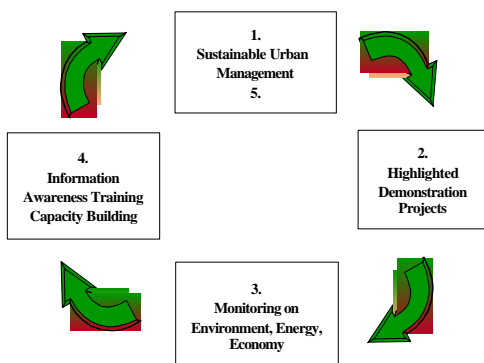 1.
Sustainable Urban
Management
5.
2.
Highlighted
Demonstration
Projects
3.
Monitoring on
Environment, Energy,
Economy
4.
Information
Awareness Training
Capacity Building